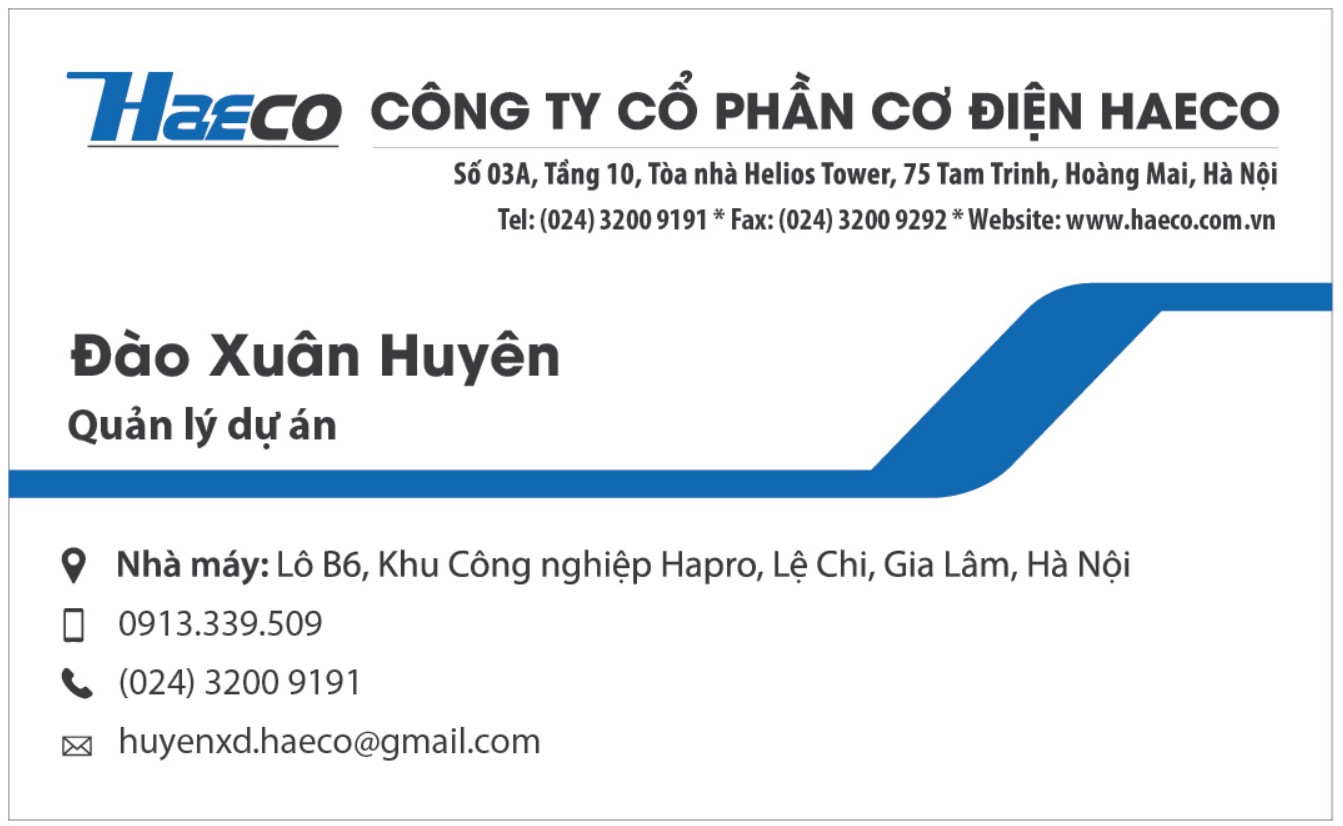 HAECO CÔNG TY CỔ PHẦN CƠ ĐIỆN HAECO
Số 03A, Tầng 10, Tòa nhà Helios Tower, 75 Tam Trinh, Hoàng Mai, Hà Nội
Tel: (024) 3200 9191 * Fax: (024) 3200 9292 * Website: www.haeco.com.vn
Đào Xuân Huyên
Quản lý dự án
Nhà máy: Lô B6, Khu Công nghiệp Hapro, Lệ Chi, Gia Lâm, Hà Nội
0913.339.509
(024) 3200 9191
huyenxd.haeco@gmail.com